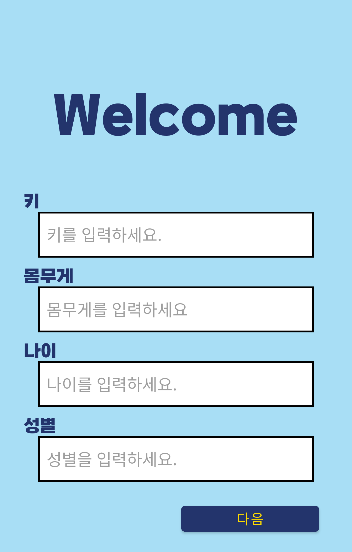 Welcome
키
키를 입력하세요.
몸무게
몸무게를 입력하세요
나이
나이를 입력하세요.
성별
성별을 입력하세요.
다음